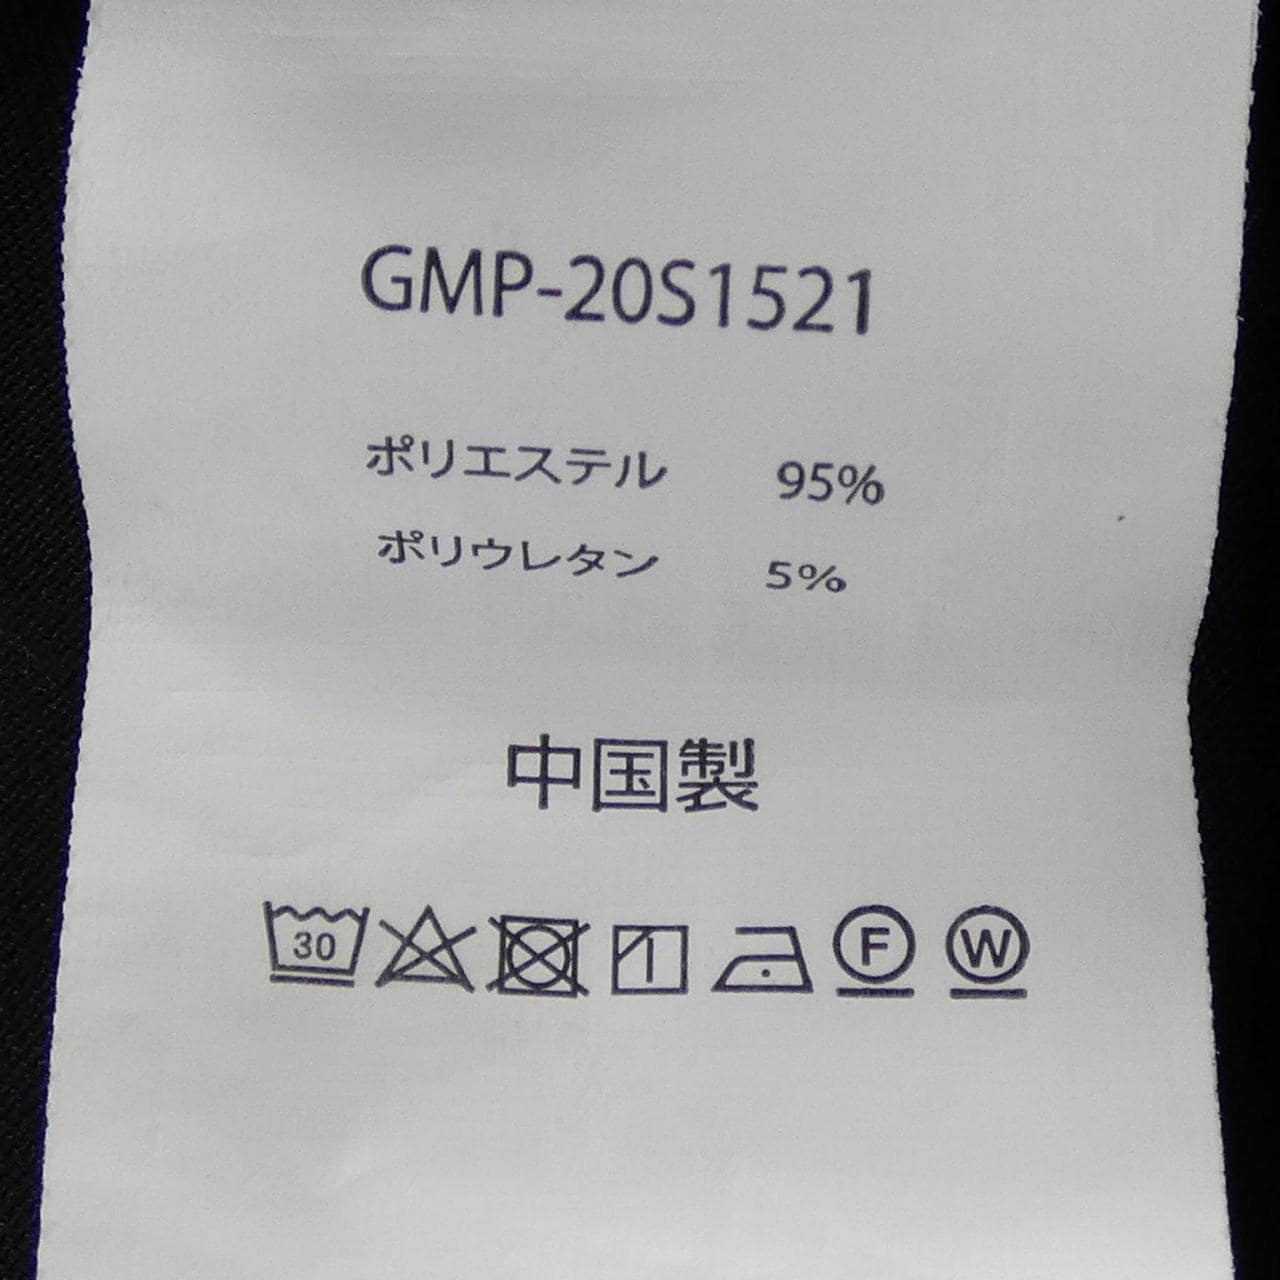 GMP-20S1521
ポリエステル 95%
ポリウレタン 5%
中国製
30 F W